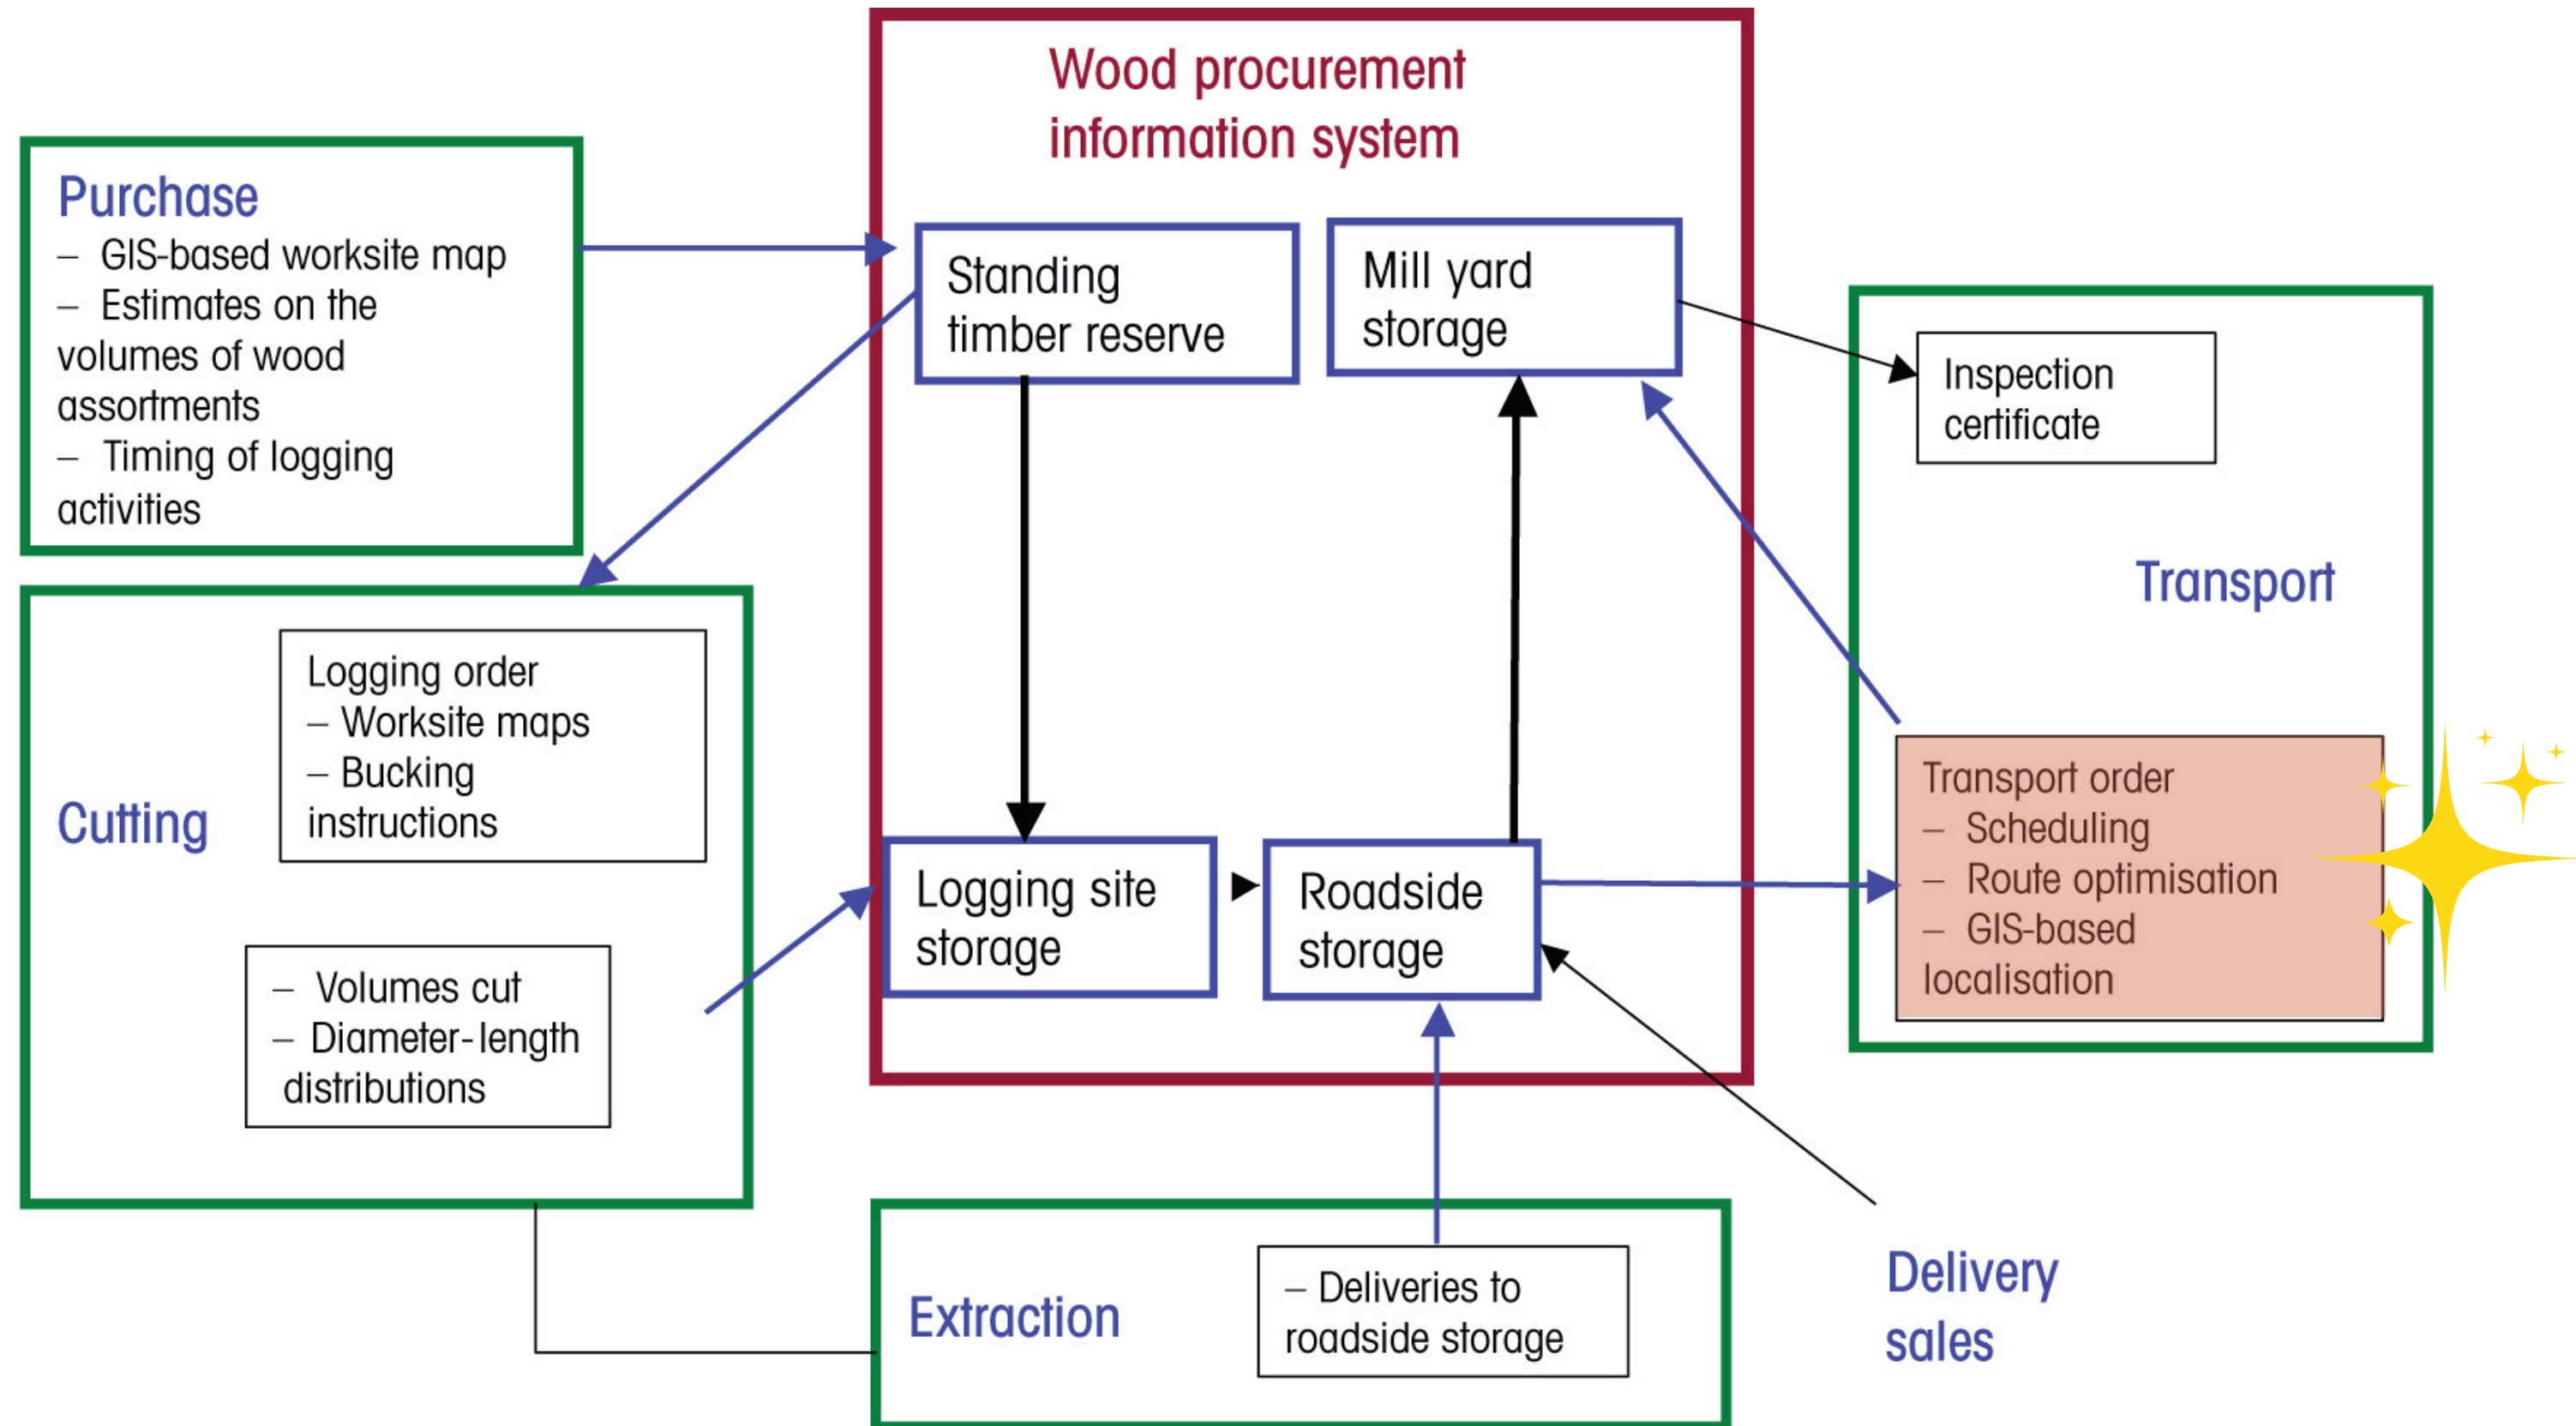 Wood procurement
information system
Purchase
– GIS-based worksite map
– Estimates on the
volumes of wood
assortments
– Timing of logging
activities
Standing
timber reserve
Mill yard
storage
Inspection
certificate
Transport
Logging order
– Worksite maps
– Bucking
instructions
Cutting
– Volumes cut
– Diameter-length
distributions
Logging site
storage
Roadside
storage
Transport order
– Scheduling
– Route optimisation
– GIS-based
localisation
Extraction
– Deliveries to
roadside storage
Delivery
sales